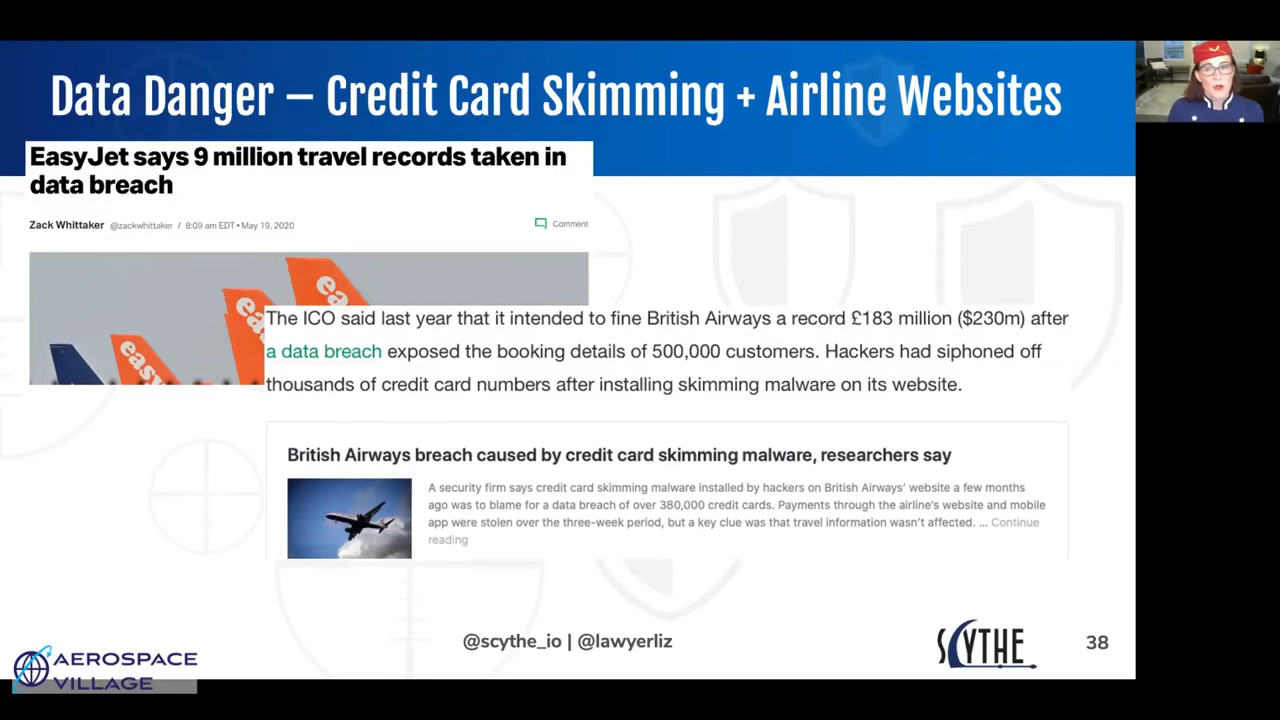 Data Danger – Credit Card Skimming + Airline Websites
EasyJet says 9 million travel records taken in
data breach
Zack Whittaker @zackwhittaker / 8:09 am EDT • May 19, 2020
Comment
easy
eas
eas
The ICO said last year that it intended to fine British Airways a record £183 million ($230m) after
a data breach exposed the booking details of 500,000 customers. Hackers had siphoned off
thousands of credit card numbers after installing skimming malware on its website.
British Airways breach caused by credit card skimming malware, researchers say
A security firm says credit card skimming malware installed by hackers on British Airways' website a few months
ago was to blame for a data breach of over 380,000 credit cards. Payments through the airline's website and mobile
app were stolen over the three-week period, but a key clue was that travel information wasn't affected. ... Continue
reading
@scythe_io | @lawyerliz
SCYTHE
38
AEROSPACE
VILLAGE